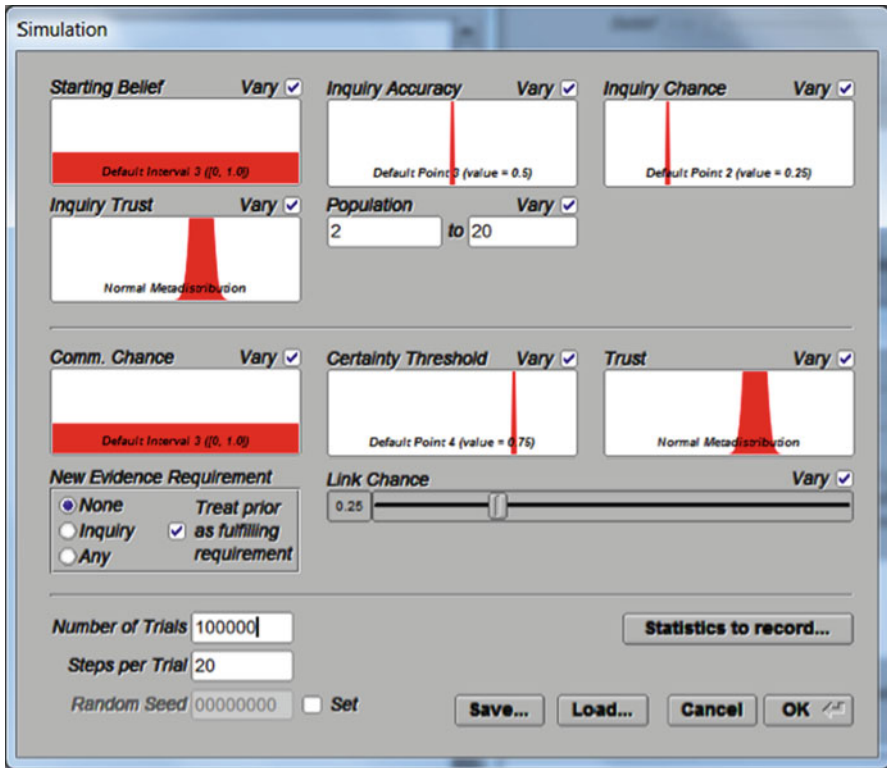 Simulation
Starting Belief Vary
Inquiry Accuracy Vary
Inquiry Chance Vary
Default Interval 3 ([0, 1.0])
Default Point 3 (value = 0.5)
Default Point 2 (value = 0.25)
Inquiry Trust Vary
Population Vary
2 to 20
Normal Metadistribution
Comm. Chance Vary
Certainty Threshold Vary
Trust Vary
Default Interval 3 ([0, 1.0])
Default Point 4 (value = 0.75)
Normal Metadistribution
New Evidence Requirement
None
Inquiry
Any
Treat prior
as fulfilling
requirement
Link Chance Vary
0.25
Number of Trials 100000
Statistics to record...
Steps per Trial 20
Random Seed 00000000 Set
Save... Load... Cancel OK